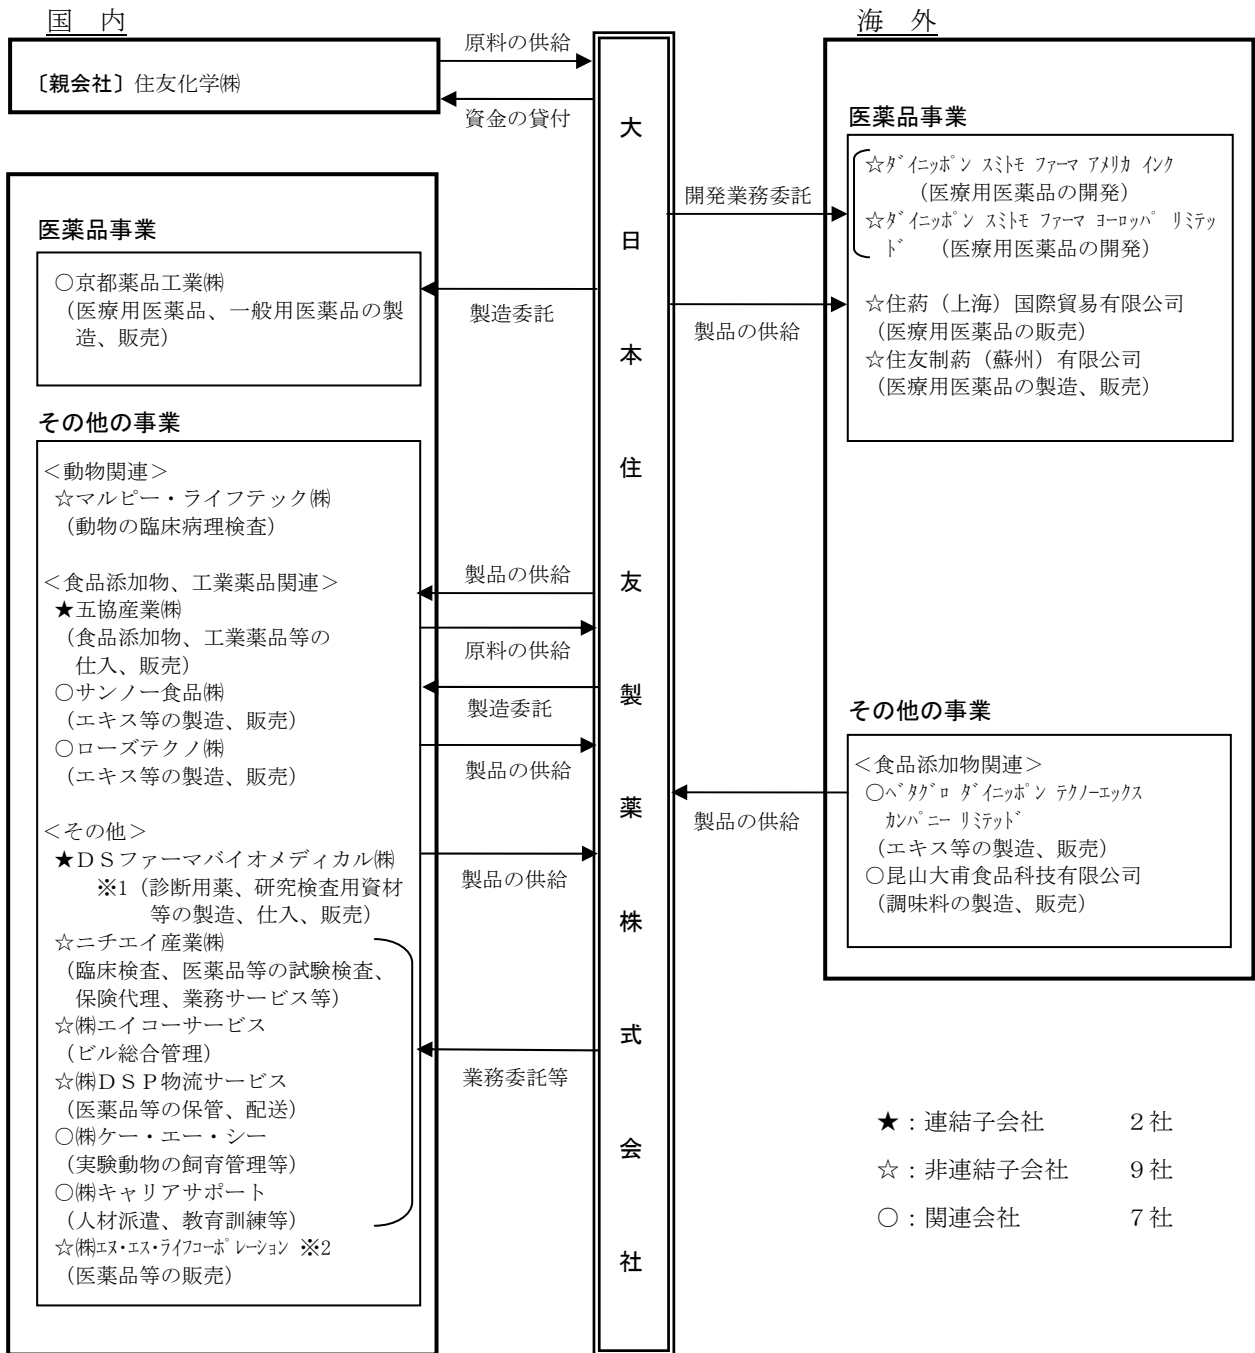 国 内
〔親会社〕住友化学㈱
医薬品事業
○京都薬品工業㈱
(医療用医薬品、一般用医薬品の製
造、販売)
その他の事業
＜動物関連＞
☆マルピー・ライフテック㈱
(動物の臨床病理検査)
＜食品添加物、工業薬品関連＞
★五協産業㈱
(食品添加物、工業薬品等の
仕入、販売)
○サンノー食品㈱
(エキス等の製造、販売)
○ローズテクノ㈱
(エキス等の製造、販売)
＜その他＞
★ＤＳファーマバイオメディカル㈱
※1（診断用薬、研究検査用資材
等の製造、仕入、販売）
☆ニチエイ産業㈱
(臨床検査、医薬品等の試験検査、
保険代理、業務サービス等)
☆㈱エイコーサービス
(ビル総合管理)
☆㈱ＤＳＰ物流サービス
(医薬品等の保管、配送)
○㈱ケー・エー・シー
(実験動物の飼育管理等)
○㈱キャリアサポート
(人材派遣、教育訓練等)
☆㈱ｴﾇ･ｴｽ･ﾗｲﾌｺｰﾎﾟﾚｰｼｮﾝ ※2
(医薬品等の販売)
原料の供給
資金の貸付
製造委託
製品の供給
原料の供給
製造委託
製品の供給
製品の供給
業務委託等
大日本住友製薬株式会社
開発業務委託
製品の供給
製品の供給
海 外
医薬品事業
☆ﾀﾞｲﾆｯﾎﾟﾝ ｽﾐﾄﾓ ﾌｧｰﾏ ｱﾒﾘｶ ｲﾝｸ
(医療用医薬品の開発)
☆ﾀﾞｲﾆｯﾎﾟﾝ ｽﾐﾄﾓ ﾌｧｰﾏ ﾖｰﾛｯﾊﾟ ﾘﾐﾃｯ
ﾄﾞ (医療用医薬品の開発)
☆住葯（上海）国際貿易有限公司
(医療用医薬品の販売)
☆住友制葯（蘇州）有限公司
(医療用医薬品の製造、販売)
その他の事業
＜食品添加物関連＞
○ﾍﾞﾀｸﾞﾛ ﾀﾞｲﾆｯﾎﾟﾝ ﾃｸﾉｰｴｯｸｽ
ｶﾝﾊﾟﾆｰ ﾘﾐﾃｯﾄﾞ
(エキス等の製造、販売)
○昆山大甫食品科技有限公司
(調味料の製造、販売)
★：連結子会社 ２社
☆：非連結子会社 ９社
○：関連会社 ７社